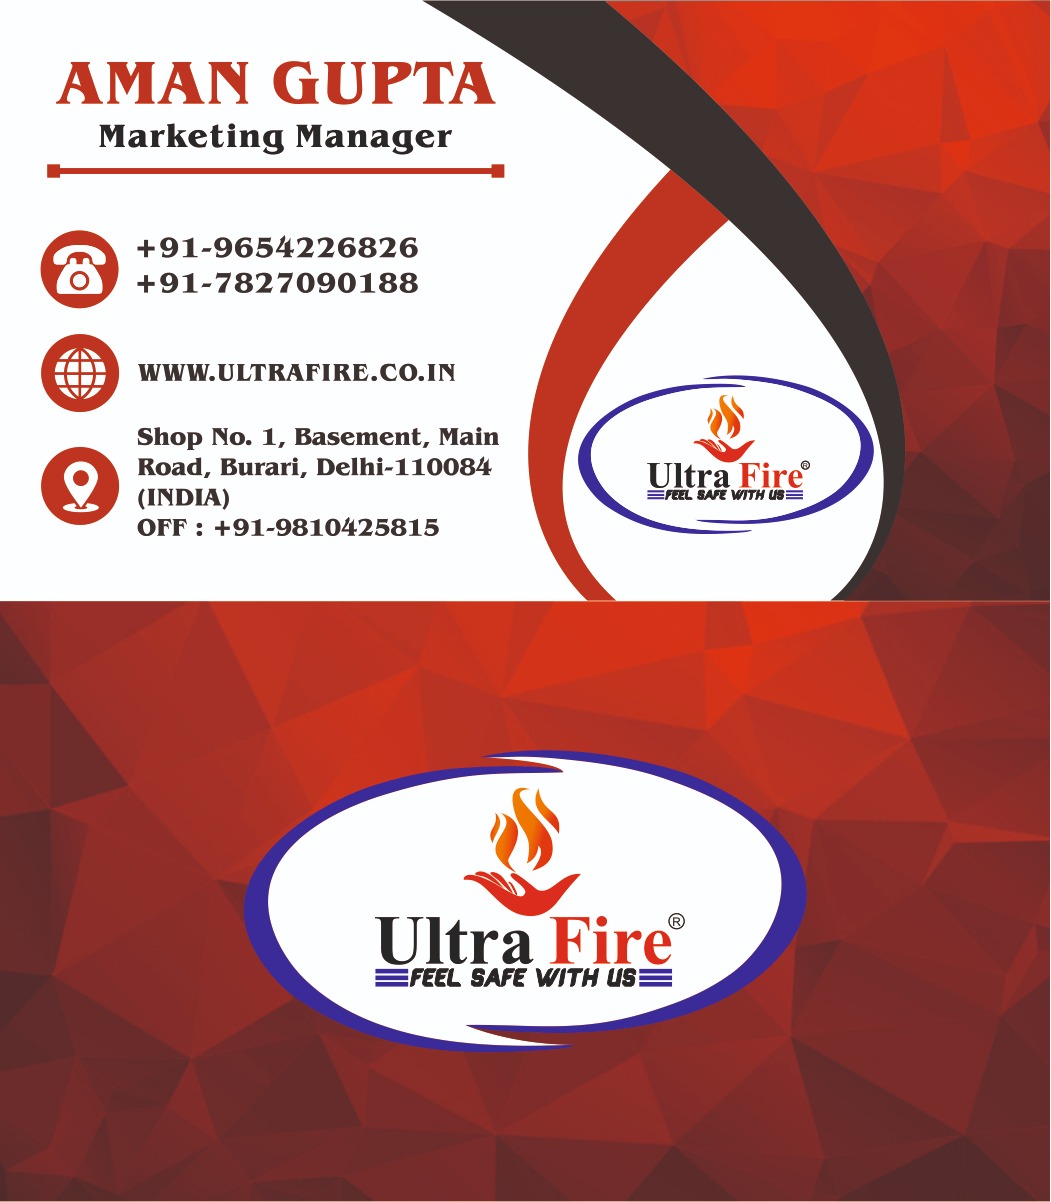 AMAN GUPTA
Marketing Manager
+91-9654226826
+91-7827090188
WWW.ULTRAFIRE.CO.IN
Shop No. 1, Basement, Main
Road, Burari, Delhi-110084
(INDIA)
OFF : +91-9810425815
Ultra Fire®
FEEL SAFE WITH US
Ultra Fire®
FEEL SAFE WITH US